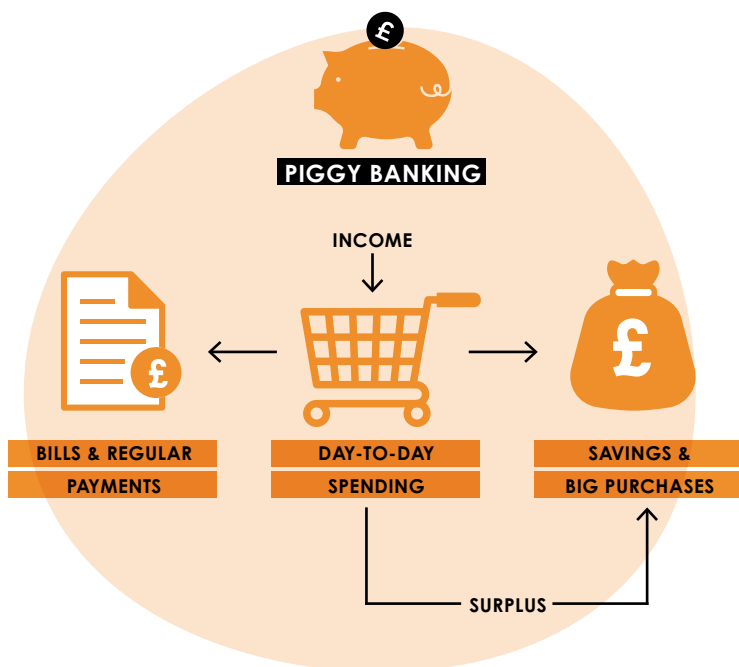 £
PIGGY BANKING
INCOME
£
£
BILLS & REGULAR
PAYMENTS
DAY-TO-DAY
SPENDING
SAVINGS &
BIG PURCHASES
SURPLUS